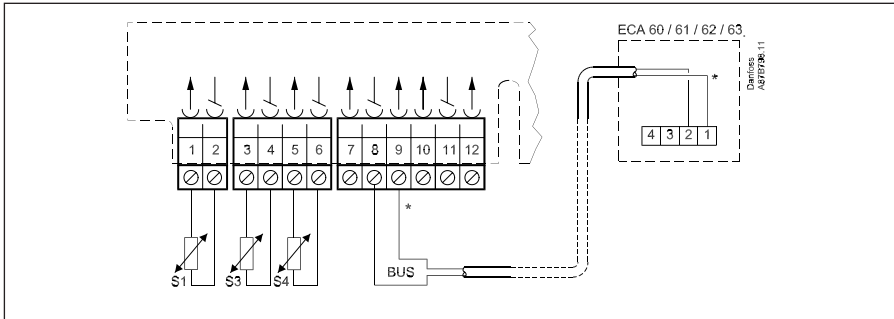 ECA 60 / 61 / 62 / 63
Danfoss
A87B798.11
*
4 3 2 1
1 2 3 4 5 6 7 8 9 10 11 12
*
S1 S3 S4 BUS